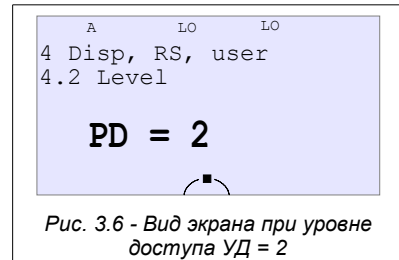 A LO LO
4 Disp, RS, user
4.2 Level
PD = 2
Рис. 3.6 - Вид экрана при уровне
доступа УД = 2